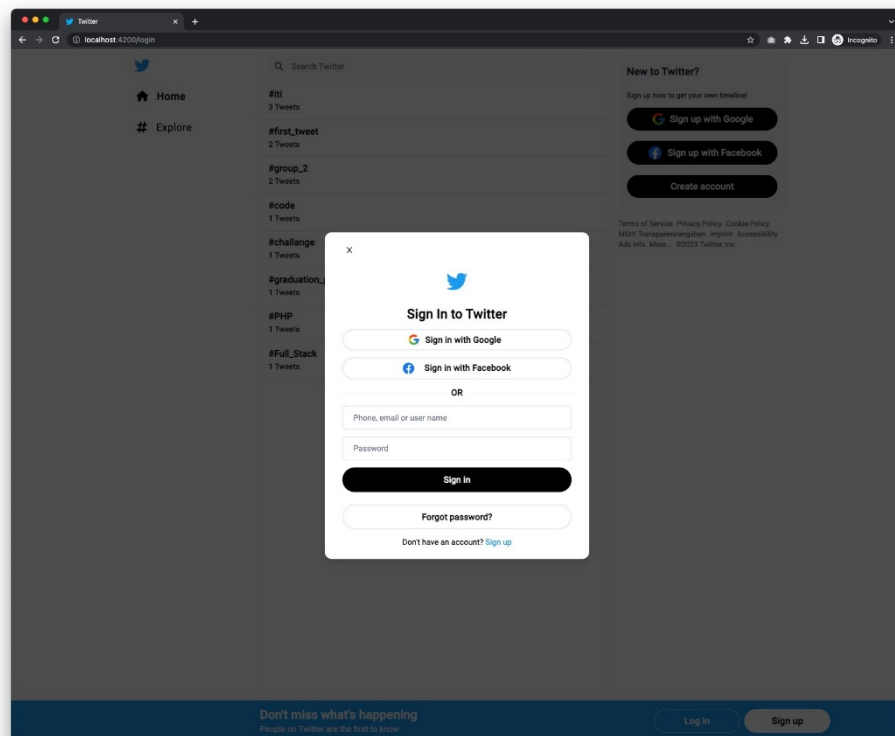 Twitter
localhost:4200/login
Incognito
Home
Explore
Search Twitter
#iti
3 Tweets
#first_tweet
2 Tweets
#group_2
2 Tweets
#code
1 Tweets
#challange
1 Tweets
#graduation_
1 Tweets
#PHP
1 Tweets
#Full_Stack
1 Tweets
New to Twitter?
Sign up now to get your own timeline!
Sign up with Google
Sign up with Facebook
Create account
Terms of Service Privacy Policy Cookie Policy
MStV Transparenzangaben Imprint Accessibility
Ads info More... ©2023 Twitter, Inc.
X
Sign In to Twitter
Sign in with Google
Sign in with Facebook
OR
Phone, email or user name
Password
Sign in
Forgot password?
Don't have an account? Sign up
Don't miss what's happening
People on Twitter are the first to know
Log in
Sign up